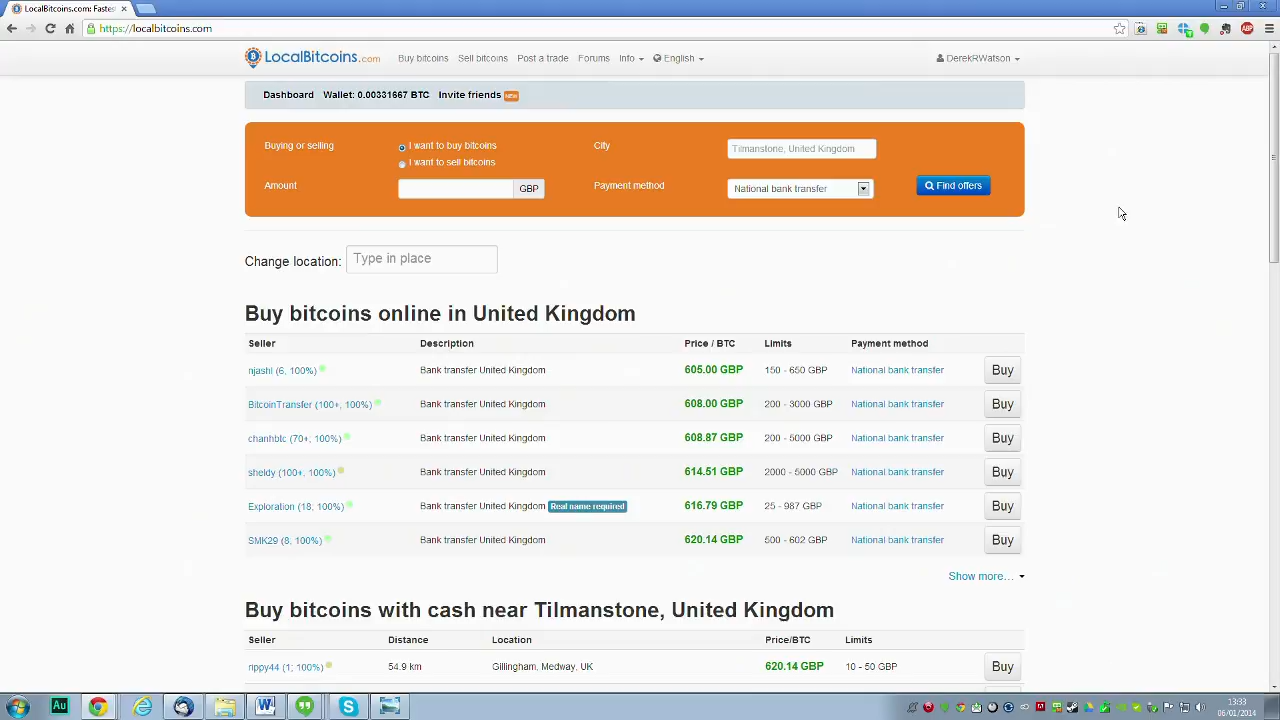 LocalBitcoins.com: Fastes
https://localbitcoins.com
LocalBitcoins.com Buy bitcoins Sell bitcoins Post a trade Forums Info English DerekRWatson
Dashboard Wallet: 0.00331667 BTC Invite friends NEW
Buying or selling I want to buy bitcoins City Tilmanstone, United Kingdom
I want to sell bitcoins
Amount GBP Payment method National bank transfer Find offers
Change location: Type in place
Buy bitcoins online in United Kingdom
Seller Description Price / BTC Limits Payment method
njashl (6, 100%) Bank transfer United Kingdom 605.00 GBP 150 - 650 GBP National bank transfer Buy
BitcoinTransfer (100+, 100%) Bank transfer United Kingdom 608.00 GBP 200 - 3000 GBP National bank transfer Buy
chanhbtc (70+; 100%) Bank transfer United Kingdom 608.87 GBP 200 - 5000 GBP National bank transfer Buy
sheldy (100+, 100%) Bank transfer United Kingdom 614.51 GBP 2000 - 5000 GBP National bank transfer Buy
Exploration (18; 100%) Bank transfer United Kingdom Real name required 616.79 GBP 25 - 987 GBP National bank transfer Buy
SMK29 (8, 100%) Bank transfer United Kingdom 620.14 GBP 500 - 602 GBP National bank transfer Buy
Show more...
Buy bitcoins with cash near Tilmanstone, United Kingdom
Seller Distance Location Price/BTC Limits
rippy44 (1; 100%) 54.9 km Gillingham, Medway, UK 620.14 GBP 10 - 50 GBP Buy
Au
13:33
06/01/2014